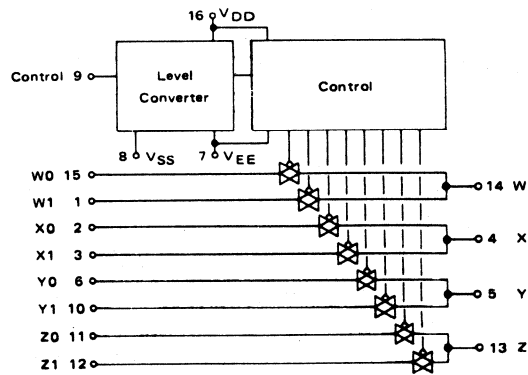 16 VDD
Control 9
Level
Converter
Control
8 VSS
7 VEE
W0 15
W1 1
14 W
X0 2
X1 3
4 X
Y0 6
Y1 10
5 Y
Z0 11
Z1 12
13 Z